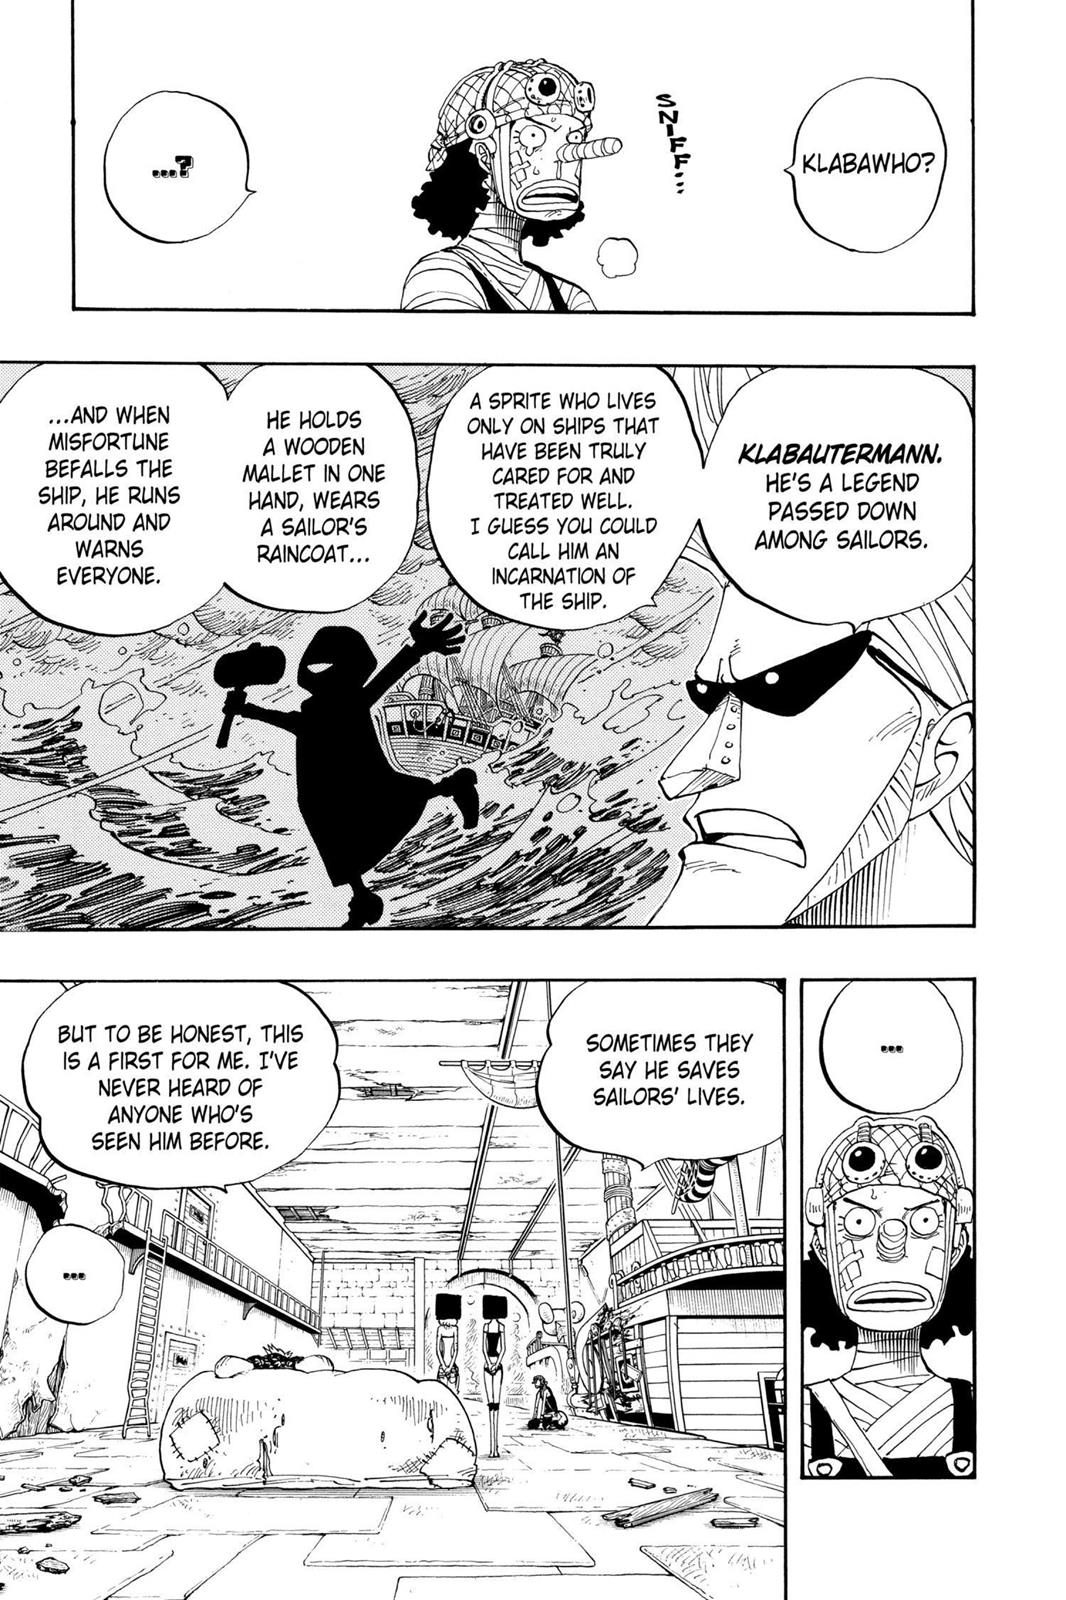 KLABAWHO?
SNIFF...
....?
KLABAUTERMANN.
HE'S A LEGEND
PASSED DOWN
AMONG SAILORS.
A SPRITE WHO LIVES
ONLY ON SHIPS THAT
HAVE BEEN TRULY
CARED FOR AND
TREATED WELL.
I GUESS YOU COULD
CALL HIM AN
INCARNATION OF
THE SHIP.
HE HOLDS
A WOODEN
MALLET IN ONE
HAND, WEARS
A SAILOR'S
RAINCOAT...
...AND WHEN
MISFORTUNE
BEFALLS THE
SHIP, HE RUNS
AROUND AND
WARNS
EVERYONE.
...
SOMETIMES THEY
SAY HE SAVES
SAILORS' LIVES.
BUT TO BE HONEST, THIS
IS A FIRST FOR ME. I'VE
NEVER HEARD OF
ANYONE WHO'S
SEEN HIM BEFORE.
...